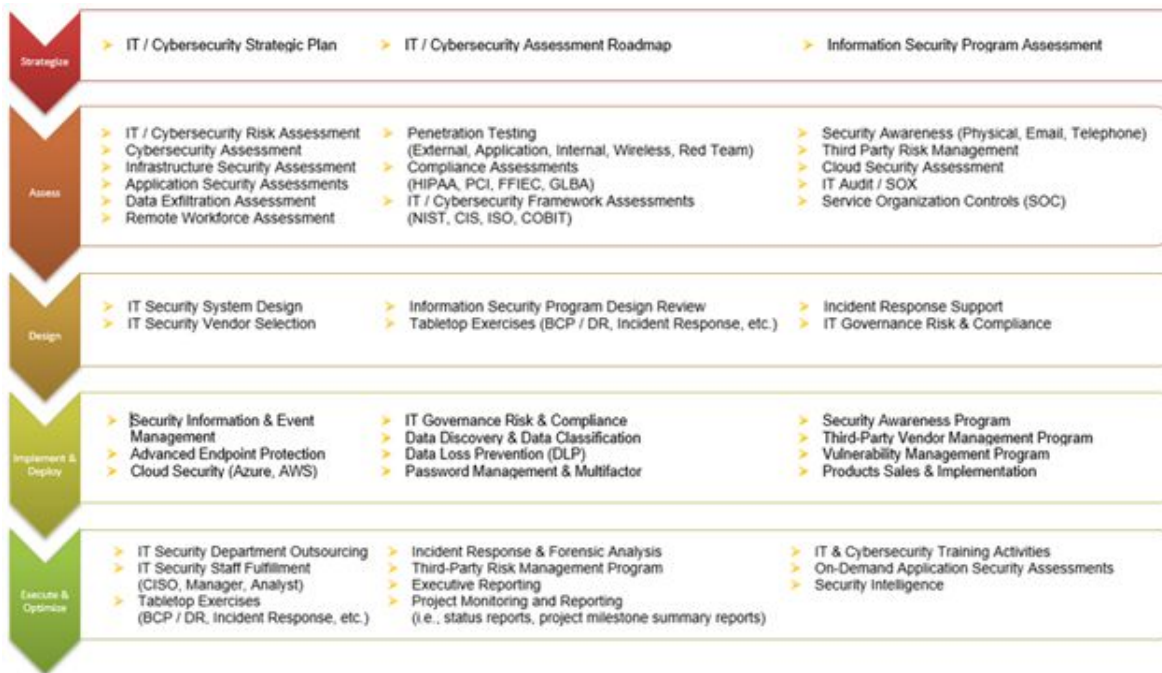 Strategize
IT / Cybersecurity Strategic Plan
IT / Cybersecurity Assessment Roadmap
Information Security Program Assessment
Assess
IT / Cybersecurity Risk Assessment
Cybersecurity Assessment
Infrastructure Security Assessment
Application Security Assessments
Data Exfiltration Assessment
Remote Workforce Assessment
Penetration Testing
(External, Application, Internal, Wireless, Red Team)
Compliance Assessments
(HIPAA, PCI, FFIEC, GLBA)
IT / Cybersecurity Framework Assessments
(NIST, CIS, ISO, COBIT)
Security Awareness (Physical, Email, Telephone)
Third Party Risk Management
Cloud Security Assessment
IT Audit / SOX
Service Organization Controls (SOC)
Design
IT Security System Design
IT Security Vendor Selection
Information Security Program Design Review
Tabletop Exercises (BCP / DR, Incident Response, etc.)
Incident Response Support
IT Governance Risk & Compliance
Implement &
Deploy
Security Information & Event
Management
Advanced Endpoint Protection
Cloud Security (Azure, AWS)
IT Governance Risk & Compliance
Data Discovery & Data Classification
Data Loss Prevention (DLP)
Password Management & Multifactor
Security Awareness Program
Third-Party Vendor Management Program
Vulnerability Management Program
Products Sales & Implementation
Execute &
Optimize
IT Security Department Outsourcing
IT Security Staff Fulfillment
(CISO, Manager, Analyst)
Tabletop Exercises
(BCP / DR, Incident Response, etc.)
Incident Response & Forensic Analysis
Third-Party Risk Management Program
Executive Reporting
Project Monitoring and Reporting
(i.e., status reports, project milestone summary reports)
IT & Cybersecurity Training Activities
On-Demand Application Security Assessments
Security Intelligence